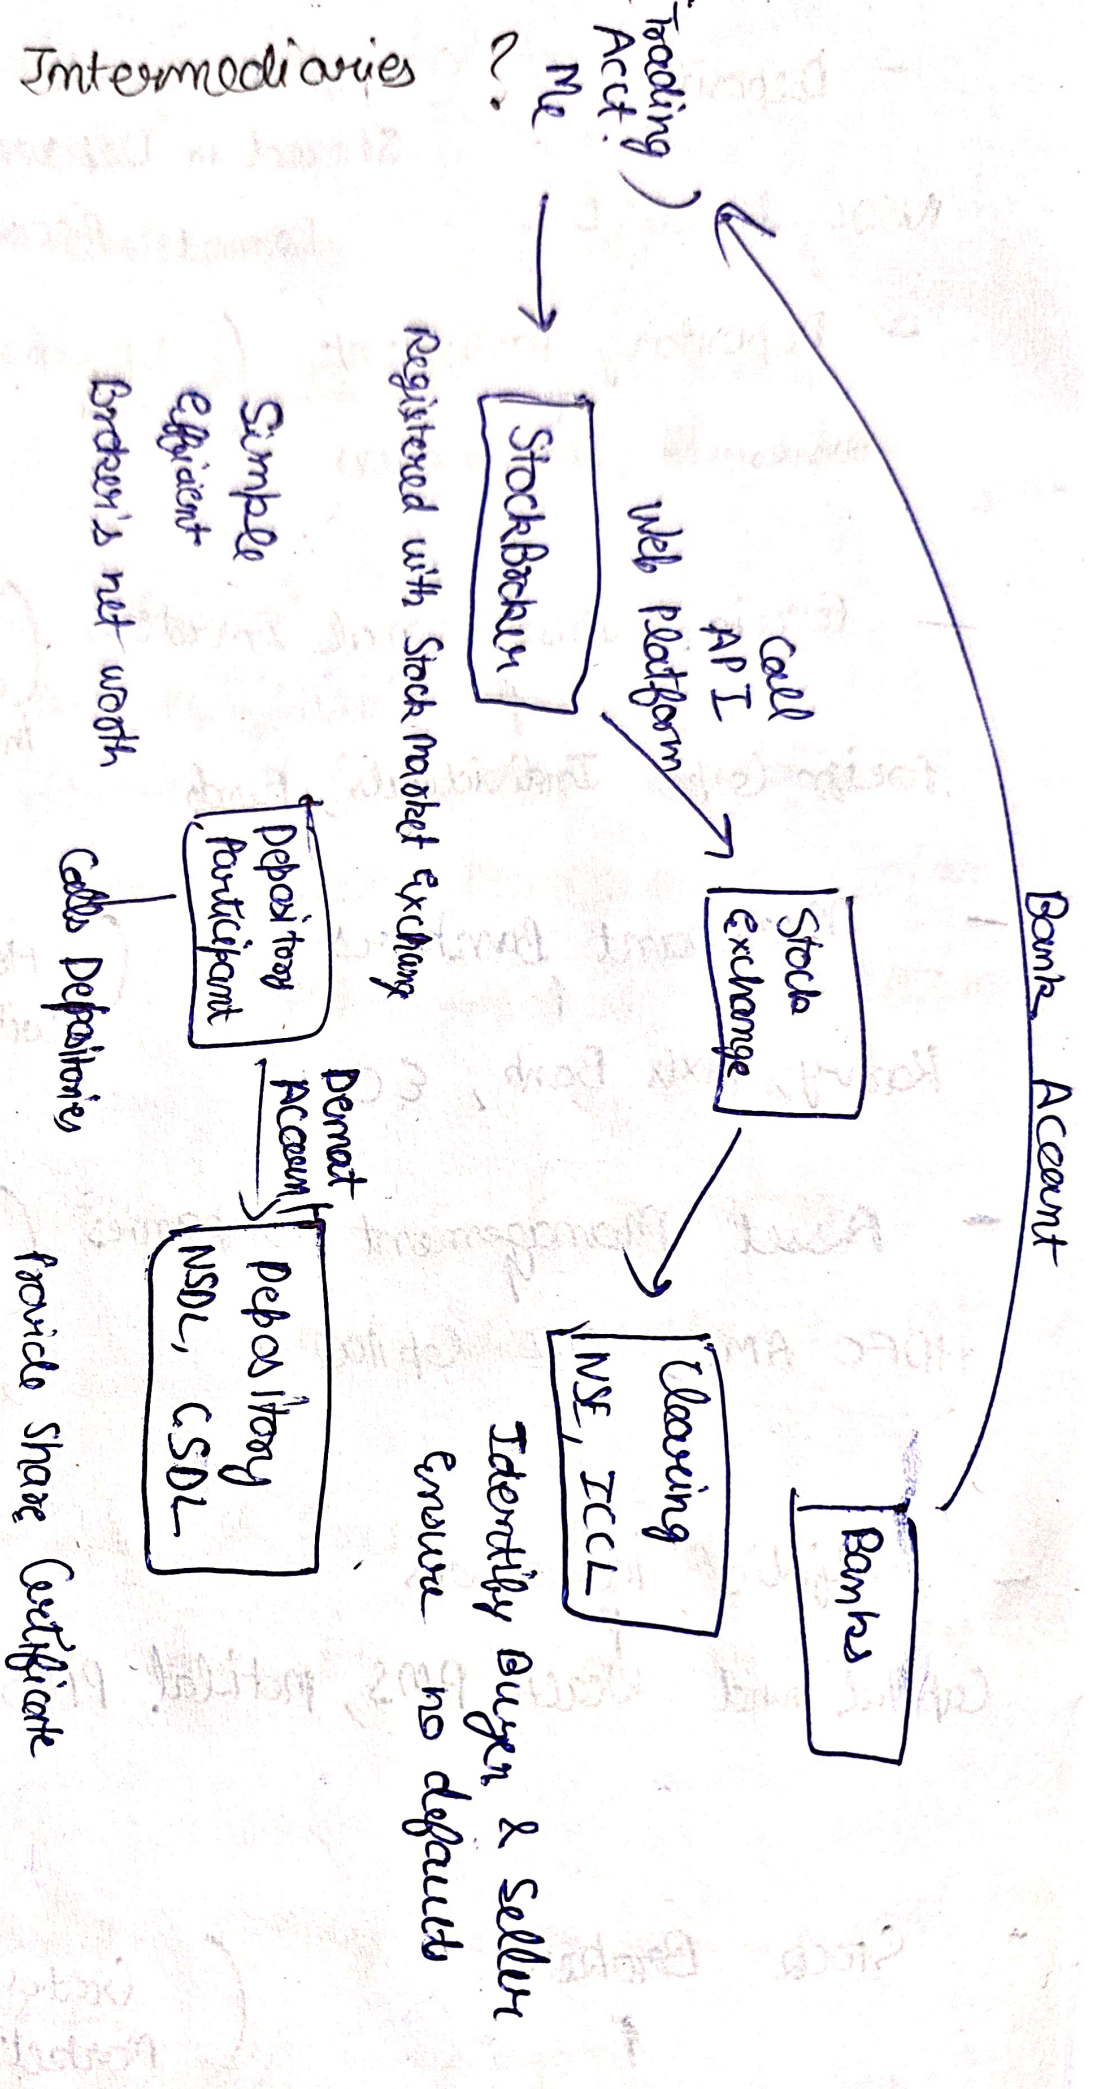 Intermediaries ?
Trading
Acct.
Me
StockBroker
Registered with Stock Market Exchange
Simple
Efficient
Broker's net worth
Call
API
Web Platform
Stock
Exchange
Bank Account
Banks
Clearing
NSE, ICCL
Identify Buyer & Seller
Ensure no defaults
Depository
Participant
Calls Depositories
Demat
Account
Depository
NSDL, CSDL
Provide Share Certificate